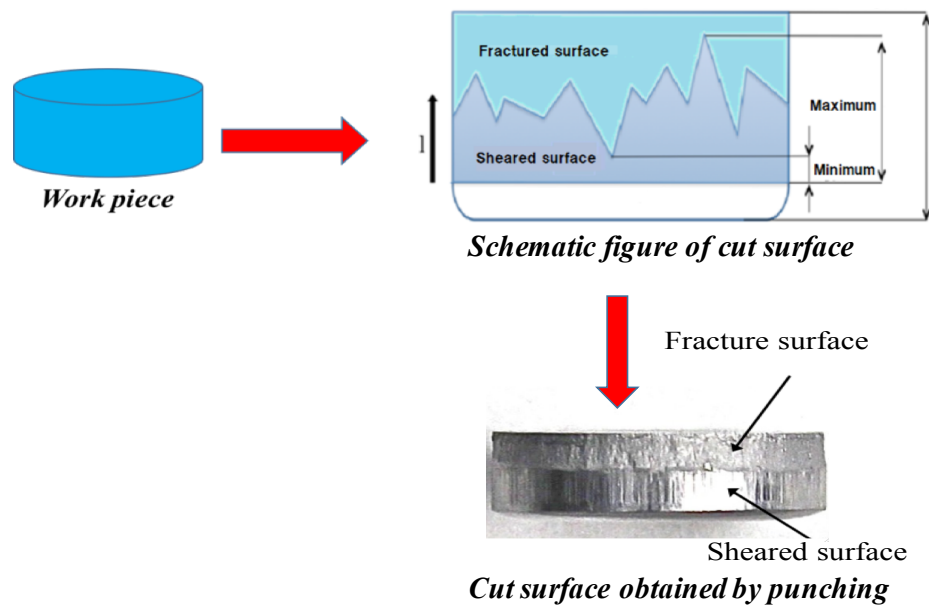 Fractured surface
Maximum
l
Sheared surface
Minimum
Work piece
Schematic figure of cut surface
Fracture surface
Sheared surface
Cut surface obtained by punching